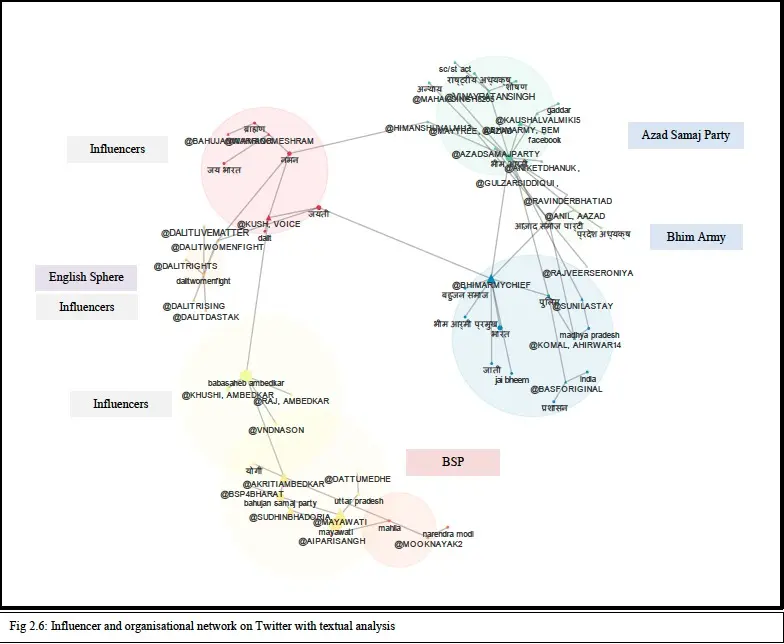 sc/st act
राष्ट्रीय अध्यक्ष
अन्याय
शोषण
@VINAYRATANSINGH
gaddar
@KAUSHALVALMIKI5
@BHIMARMY, BEM
facebook
@AZADSAMAJPARTY
भीम आर्मी
@ANIKETDHANUK,
@GULZARSIDDIQUI,
Azad Samaj Party
ब्राह्मण
Influencers
नमन
जय भारत
जयती
@KUSH, VOICE
dalit
@RAVINDERBHATIAD
@ANIL, AAZAD
आज़ाद समाज पार्टी
प्रदेश अध्यक्ष
Bhim Army
@DALITLIVEMATTER
@DALITWOMENFIGHT
@DALITRIGHTS
dalitwomenfight
English Sphere
Influencers
@DALITRISING
@DALITDASTAK
@RAJVEERSERONIYA
@BHIMARMYCHIEF
बहुजन समाज
पुलिस
@SUNILASTAY
भीम आर्मी प्रमुख
भारत
madhya pradesh
@KOMAL, AHIRWAR14
जाती
jai bheem
india
@BASFORIGINAL
प्रशासन
babasaheb ambedkar
@KHUSHI, AMBEDKAR
@RAJ, AMBEDKAR
Influencers
@VNDNASON
BSP
योगी
@DATTUMEDHE
@AKRITIAMBEDKAR
@BSP4BHARAT
bahujan samaj party
uttar pradesh
@SUDHINBHADORIA
@MAYAWATI
mayawati
mahila
narendra modi
@AIPARISANGH
@MOOKNAYAK2
Fig 2.6: Influencer and organisational network on Twitter with textual analysis